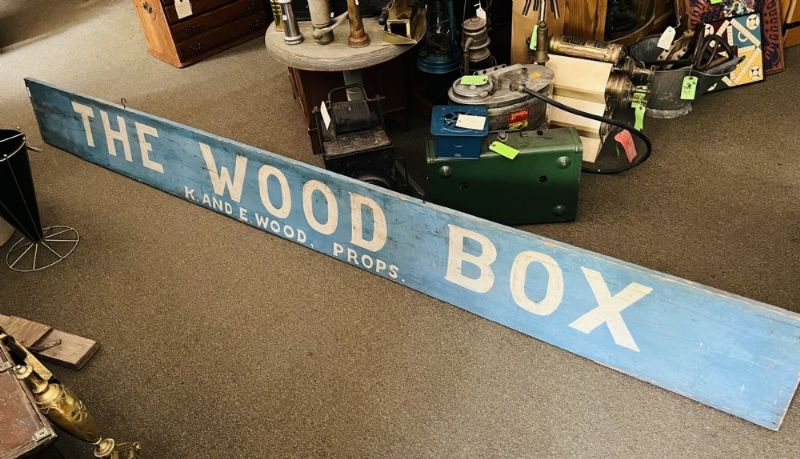 THE WOOD BOX
K. AND E. WOOD, PROPS.